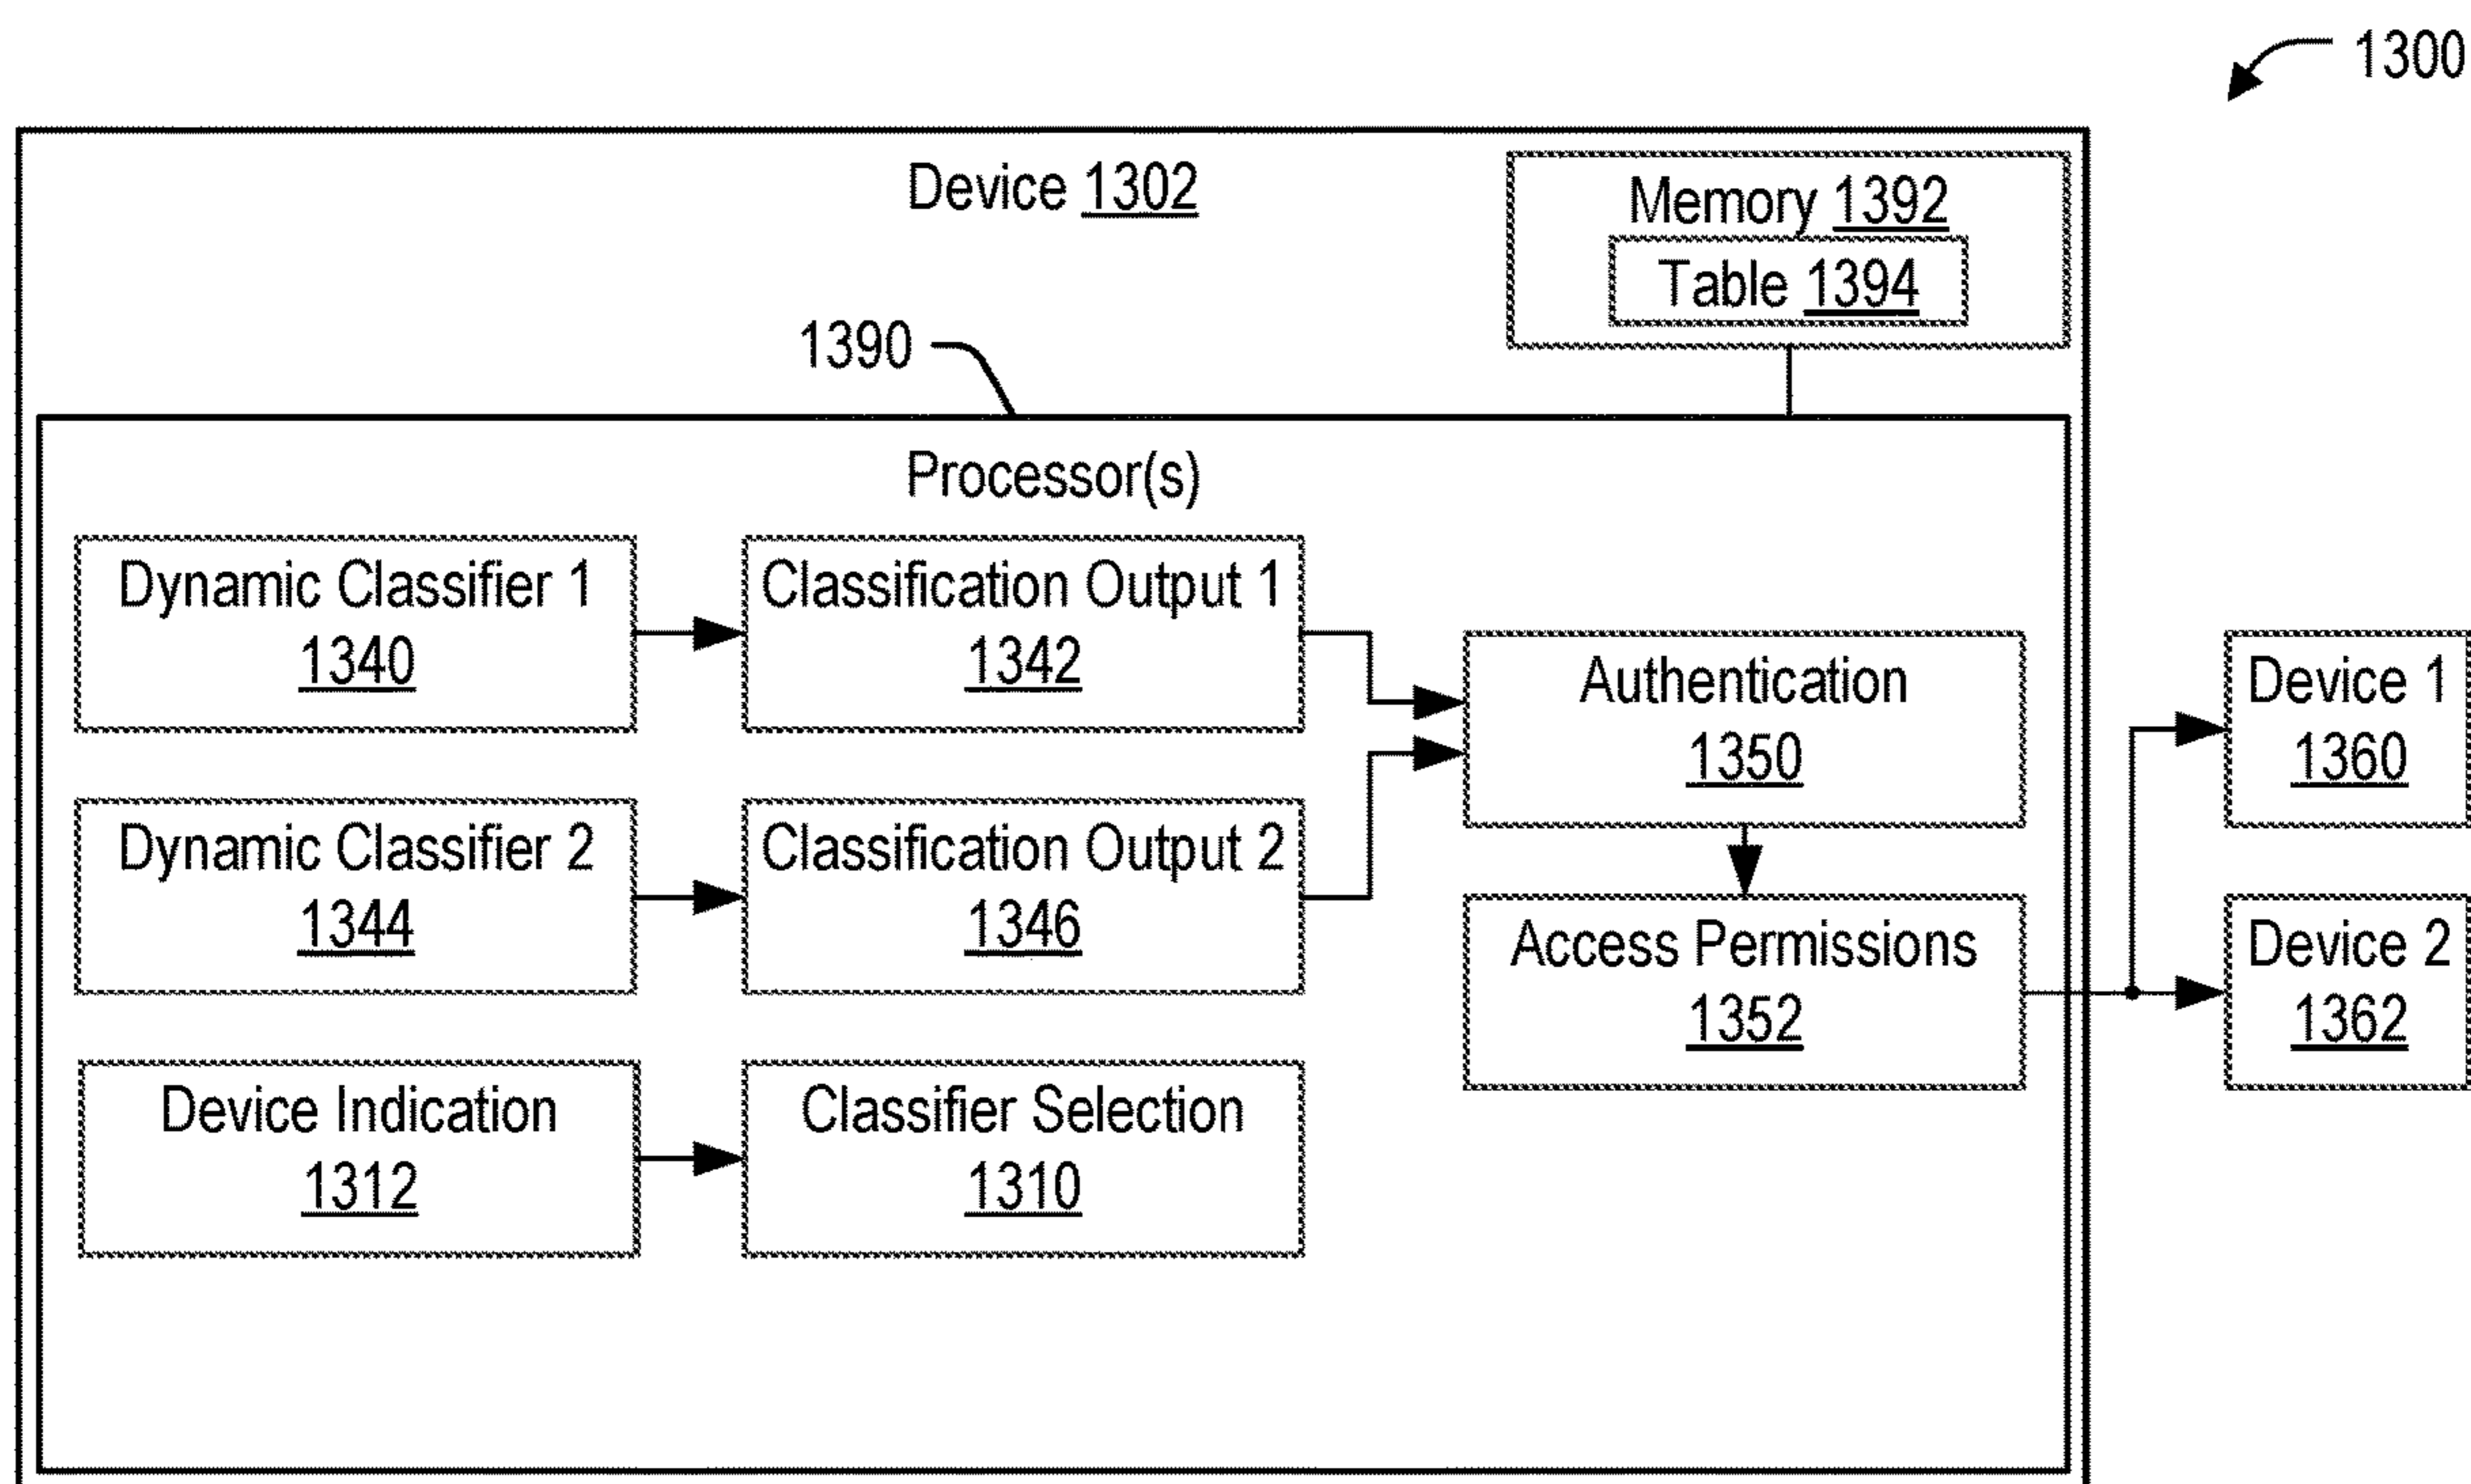 1300
Device 1302
Memory 1392
Table 1394
1390
Processor(s)
Dynamic Classifier 1
1340
Classification Output 1
1342
Authentication
1350
Device 1
1360
Dynamic Classifier 2
1344
Classification Output 2
1346
Access Permissions
1352
Device 2
1362
Device Indication
1312
Classifier Selection
1310